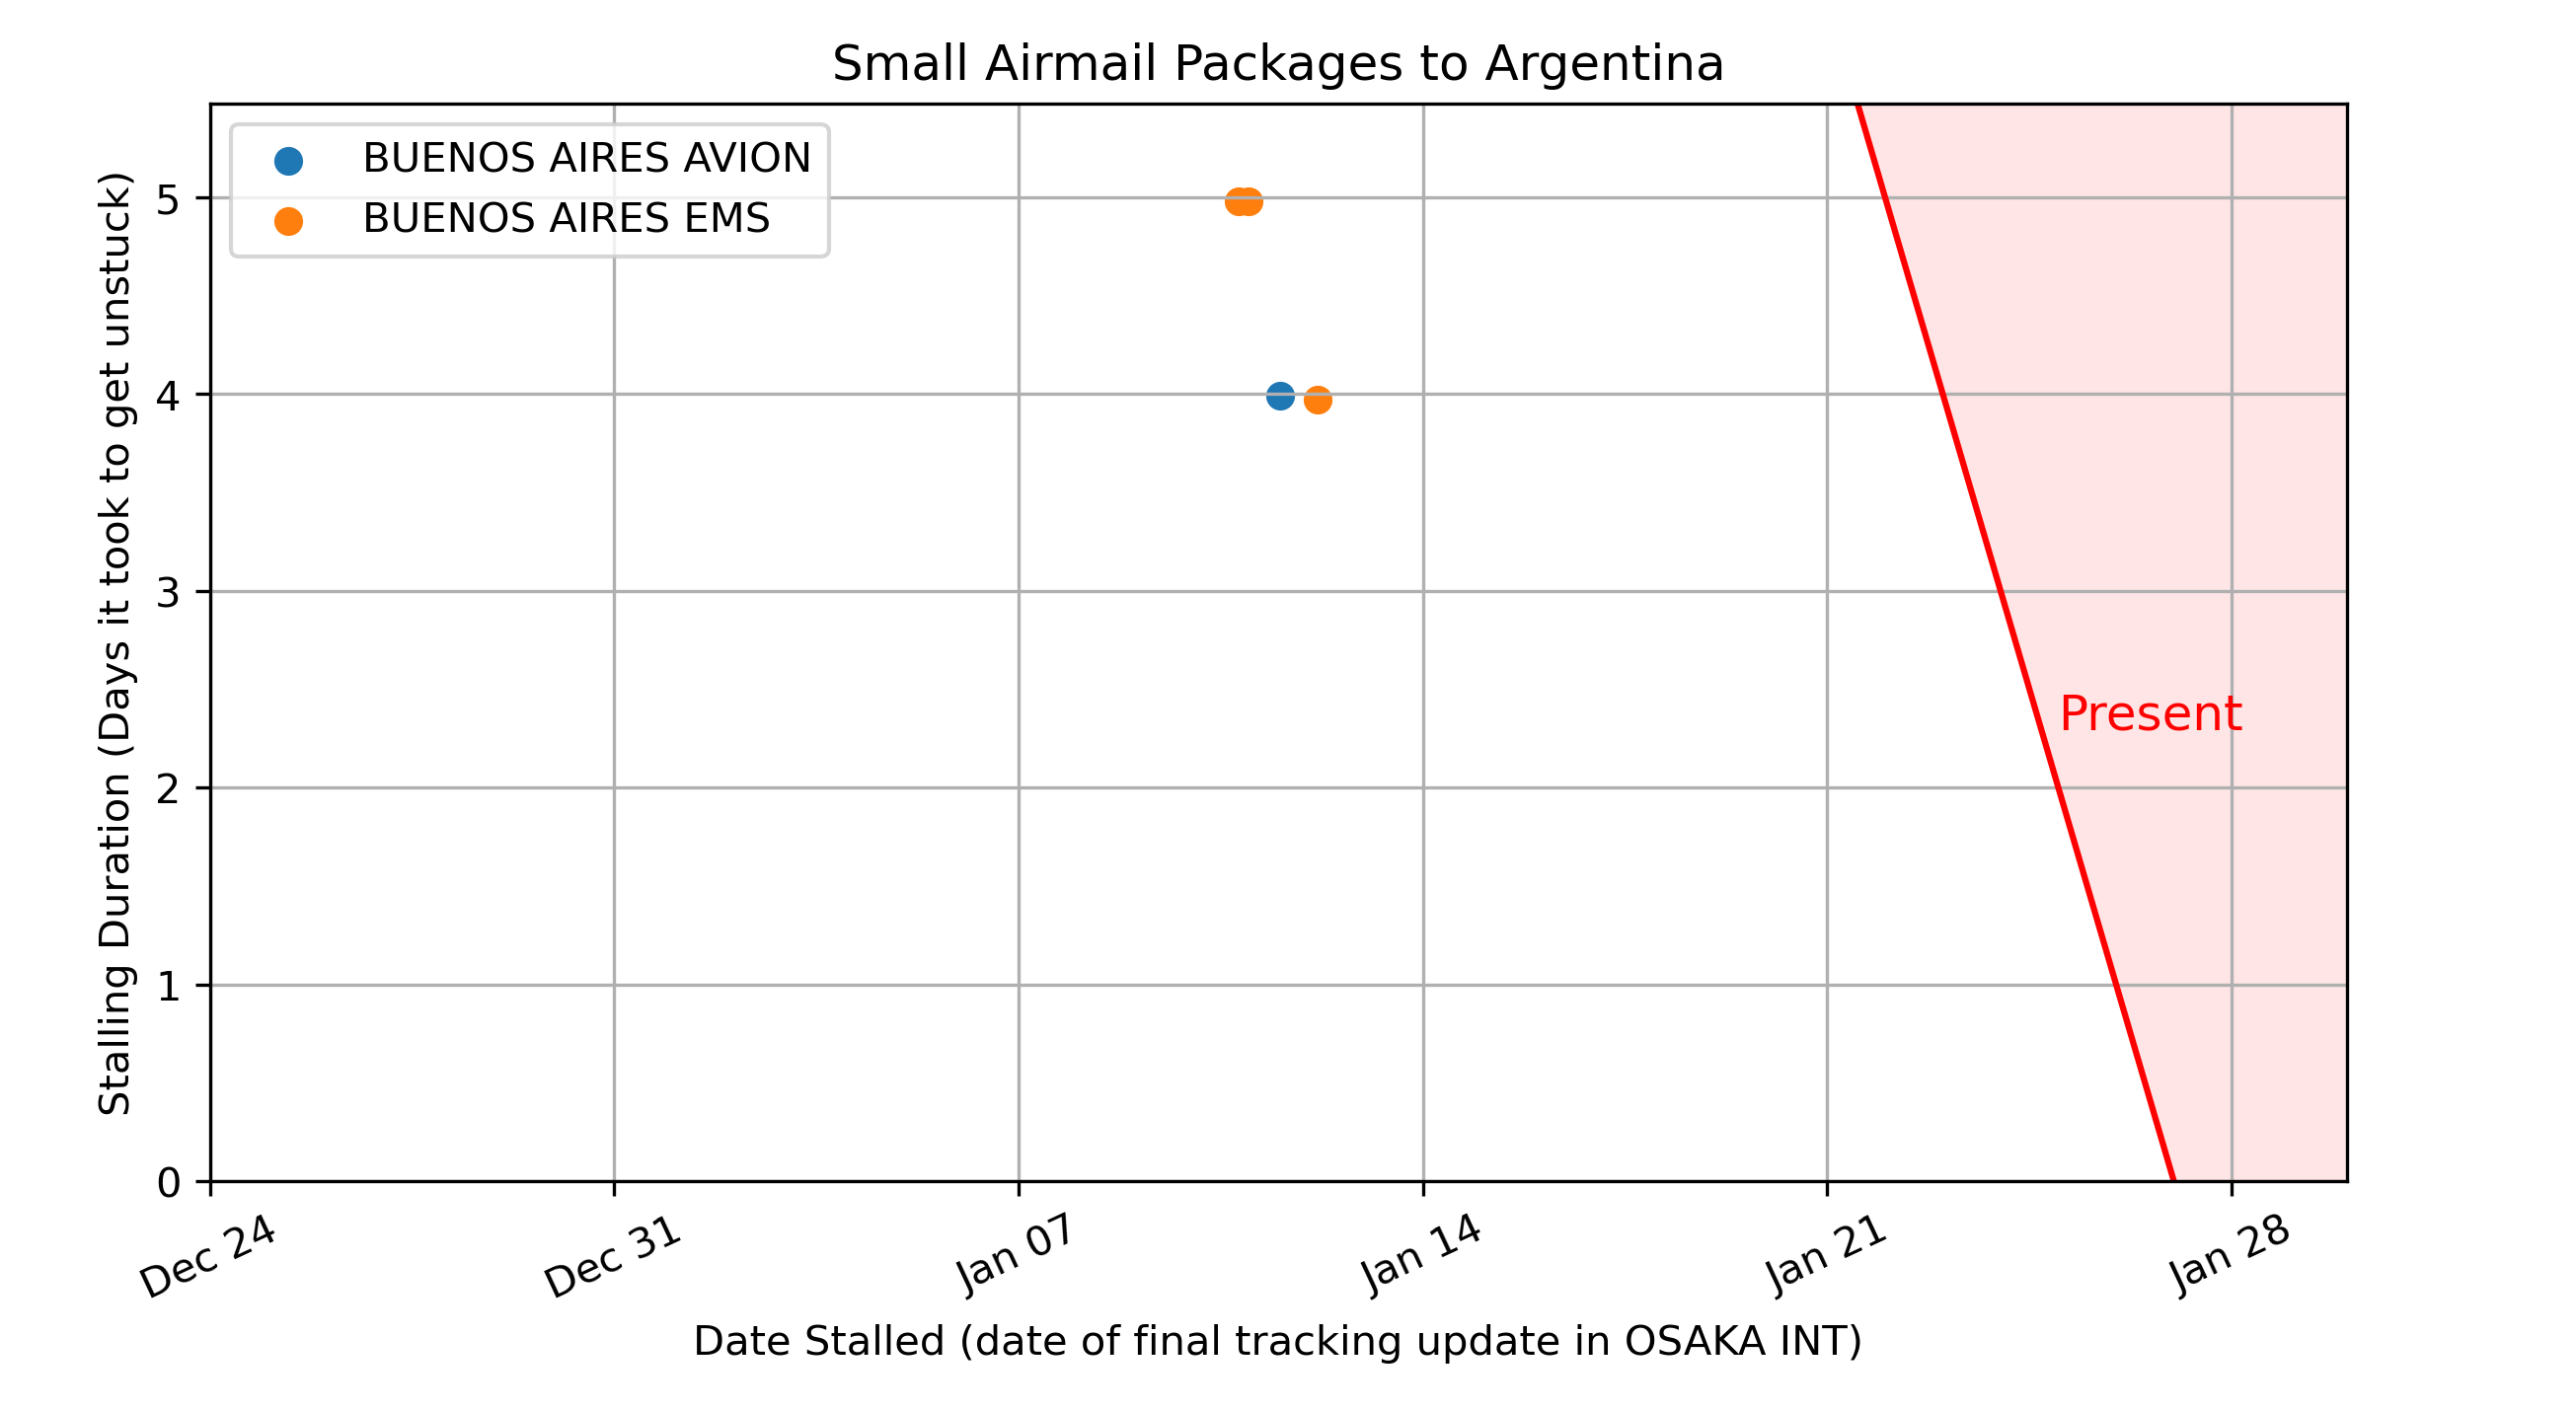 Small Airmail Packages to Argentina
BUENOS AIRES AVION
BUENOS AIRES EMS
Stalling Duration (Days it took to get unstuck)
5
4
3
2
1
0
Present
Dec 24
Dec 31
Jan 07
Jan 14
Jan 21
Jan 28
Date Stalled (date of final tracking update in OSAKA INT)